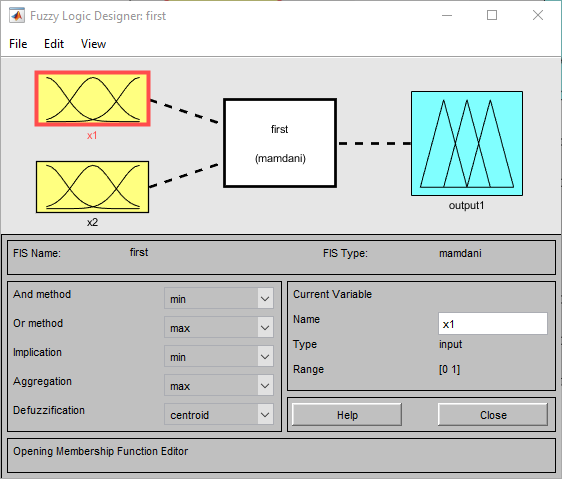 Fuzzy Logic Designer: first
File Edit View
x1
x2
first
(mamdani)
output1
FIS Name: first FIS Type: mamdani
And method min
Or method max
Implication min
Aggregation max
Defuzzification centroid
Current Variable
Name x1
Type input
Range [0 1]
Help Close
Opening Membership Function Editor